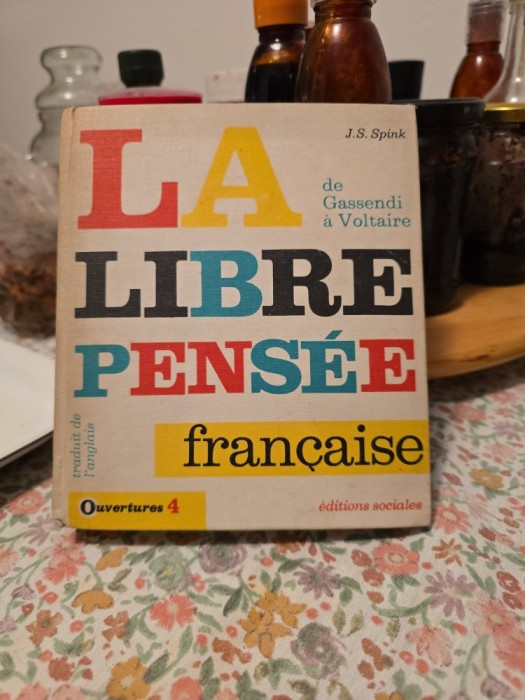 J.S. Spink
LA
de
Gassendi
à Voltaire
LIBRE
PENSÉE
française
traduit de
l'anglais
Ouvertures 4
éditions sociales